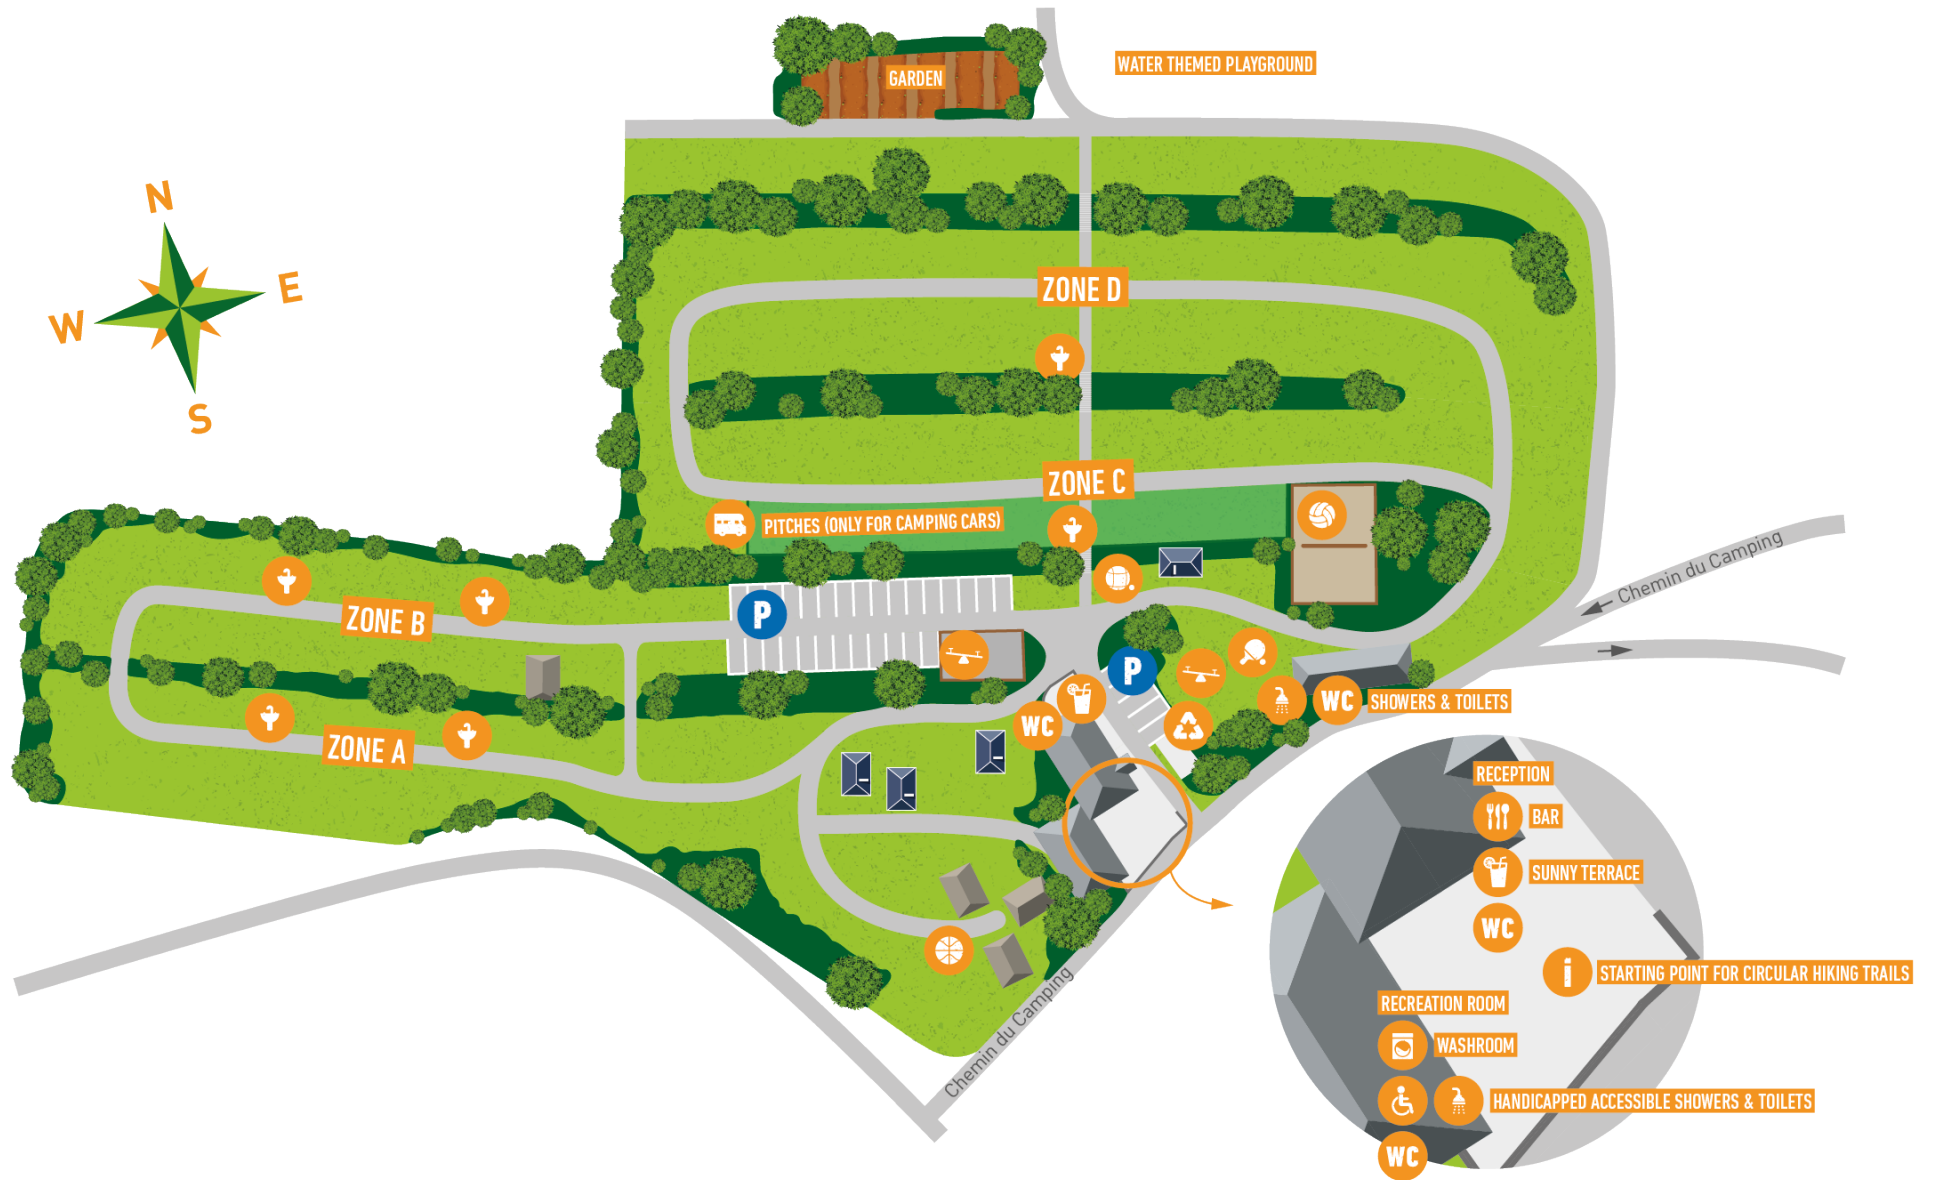 GARDEN
WATER THEMED PLAYGROUND
N
E
W
S
ZONE D
ZONE C
PITCHES (ONLY FOR CAMPING CARS)
Chemin du Camping
ZONE B
P
P
ZONE A
WC
WC
SHOWERS & TOILETS
RECEPTION
BAR
SUNNY TERRACE
WC
i
STARTING POINT FOR CIRCULAR HIKING TRAILS
RECREATION ROOM
WASHROOM
HANDICAPPED ACCESSIBLE SHOWERS & TOILETS
WC
Chemin du Camping